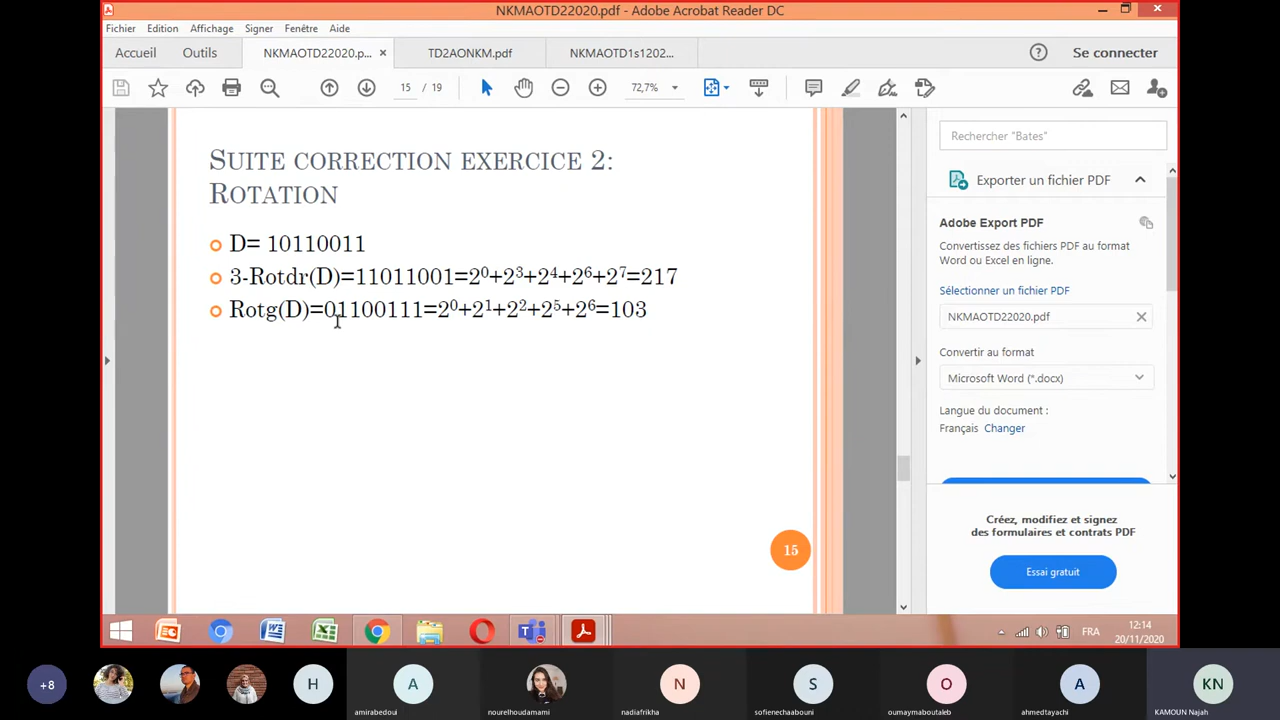 NKMAOTD22020.pdf - Adobe Acrobat Reader DC
Fichier Edition Affichage Signer Fenêtre Aide
Accueil Outils NKMAOTD22020.p... × TD2AONKM.pdf NKMAOTD1s1202... Se connecter
15 / 19 72,7%
SUITE CORRECTION EXERCICE 2:
ROTATION
D= 10110011
3-Rotdr(D)=11011001=2⁰+2³+2⁴+2⁶+2⁷=217
Rotg(D)=01100111=2⁰+2¹+2²+2⁵+2⁶=103
15
Rechercher "Bates"
Exporter un fichier PDF
Adobe Export PDF
Convertissez des fichiers PDF au format
Word ou Excel en ligne.
Sélectionner un fichier PDF
NKMAOTD22020.pdf
Convertir au format
Microsoft Word (*.docx)
Langue du document :
Français Changer
Créez, modifiez et signez
des formulaires et contrats PDF
Essai gratuit
FRA
12:14
20/11/2020
+8 H A N S O A KN
amirabedoui nourelhoudamami nadiafrikha sofienechaabouni oumaymaboutaleb ahmedtayachi KAMOUN Najah